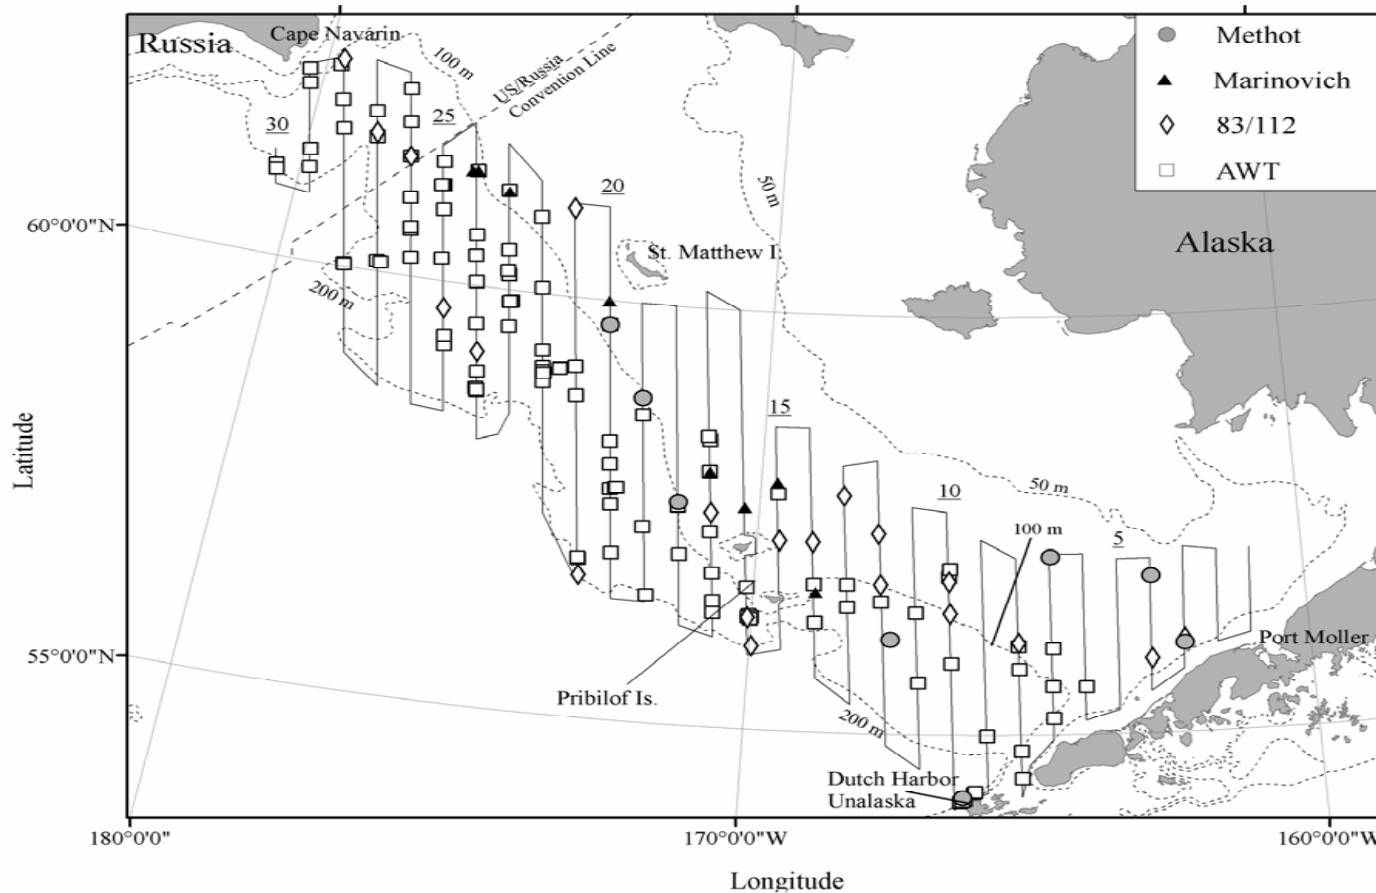 Russia
Cape Navarin
100 m
US/Russia
Convention Line
Methot
Marinovich
83/112
AWT
30
25
20
50 m
60°0'0"N
St. Matthew I.
Alaska
200 m
15
Latitude
10
50 m
100 m
5
55°0'0"N
Port Moller
Pribilof Is.
200 m
Dutch Harbor
Unalaska
180°0'0"
170°0'0"W
160°0'0"W
Longitude